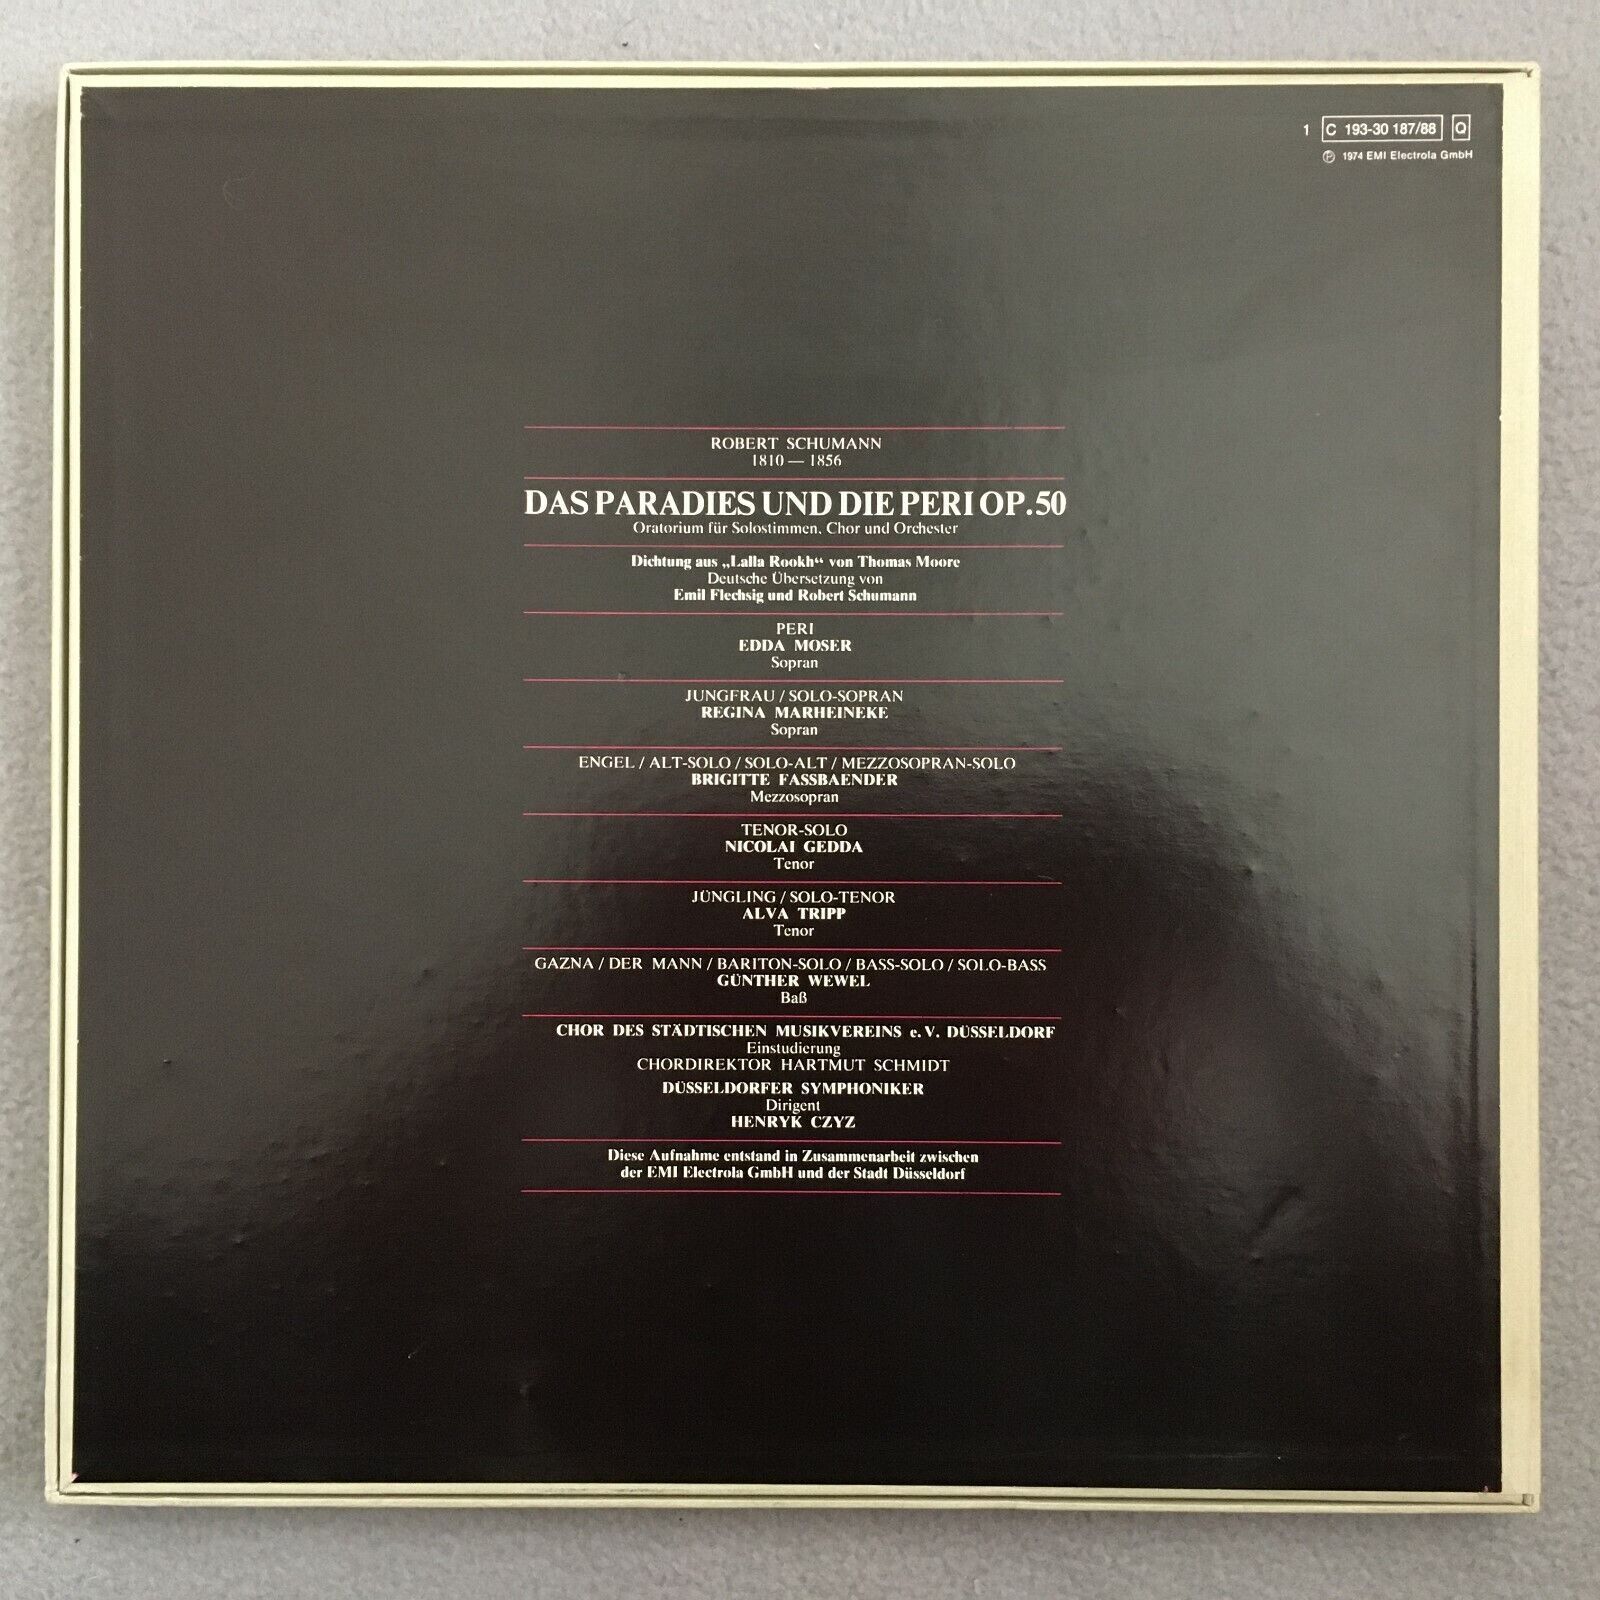 1 C 193-30 187/88 Q
℗ 1974 EMI Electrola GmbH
ROBERT SCHUMANN
1810 — 1856
DAS PARADIES UND DIE PERI OP. 50
Oratorium für Solostimmen, Chor und Orchester
Dichtung aus „Lalla Rookh“ von Thomas Moore
Deutsche Übersetzung von
Emil Flechsig und Robert Schumann
PERI
EDDA MOSER
Sopran
JUNGFRAU / SOLO-SOPRAN
REGINA MARHEINEKE
Sopran
ENGEL / ALT-SOLO / SOLO-ALT / MEZZOSOPRAN-SOLO
BRIGITTE FASSBAENDER
Mezzosopran
TENOR-SOLO
NICOLAI GEDDA
Tenor
JÜNGLING / SOLO-TENOR
ALVA TRIPP
Tenor
GAZNA / DER MANN / BARITON-SOLO / BASS-SOLO / SOLO-BASS
GÜNTHER WEWEL
Baß
CHOR DES STÄDTISCHEN MUSIKVEREINS e. V. DÜSSELDORF
Einstudierung
CHORDIREKTOR HARTMUT SCHMIDT
DÜSSELDORFER SYMPHONIKER
Dirigent
HENRYK CZYZ
Diese Aufnahme entstand in Zusammenarbeit zwischen
der EMI Electrola GmbH und der Stadt Düsseldorf